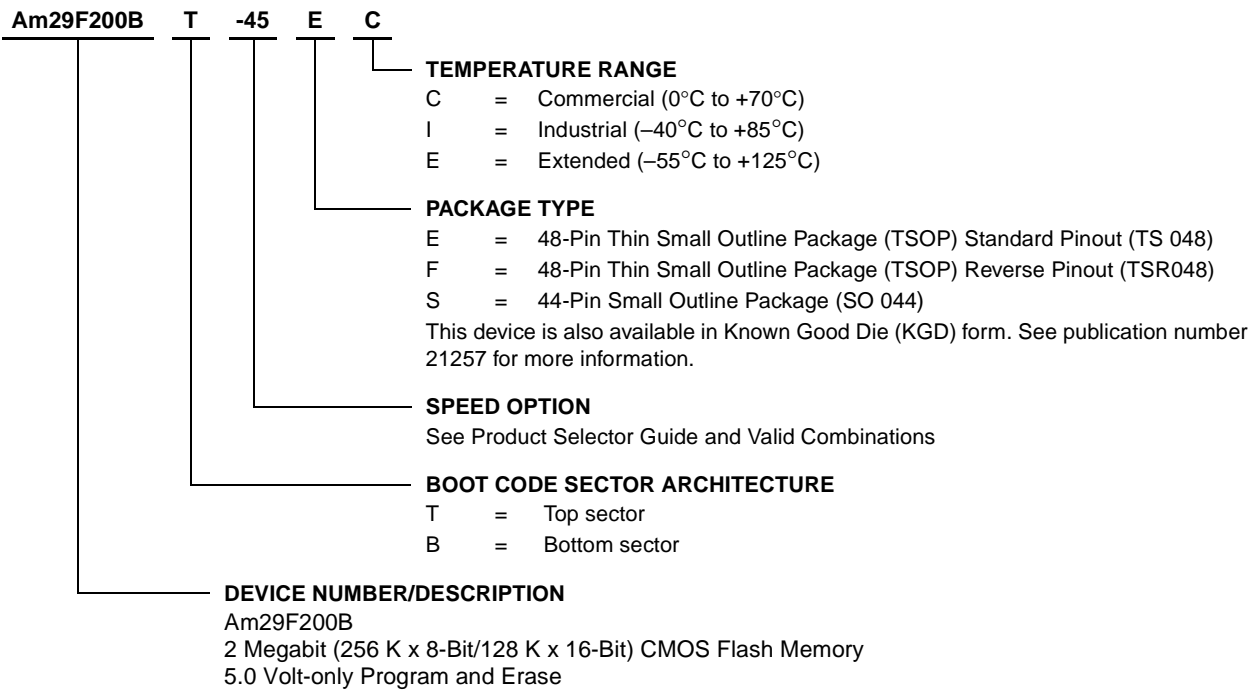 Am29F200B T -45 E C
TEMPERATURE RANGE
C = Commercial (0°C to +70°C)
I = Industrial (–40°C to +85°C)
E = Extended (–55°C to +125°C)
PACKAGE TYPE
E = 48-Pin Thin Small Outline Package (TSOP) Standard Pinout (TS 048)
F = 48-Pin Thin Small Outline Package (TSOP) Reverse Pinout (TSR048)
S = 44-Pin Small Outline Package (SO 044)
This device is also available in Known Good Die (KGD) form. See publication number
21257 for more information.
SPEED OPTION
See Product Selector Guide and Valid Combinations
BOOT CODE SECTOR ARCHITECTURE
T = Top sector
B = Bottom sector
DEVICE NUMBER/DESCRIPTION
Am29F200B
2 Megabit (256 K x 8-Bit/128 K x 16-Bit) CMOS Flash Memory
5.0 Volt-only Program and Erase